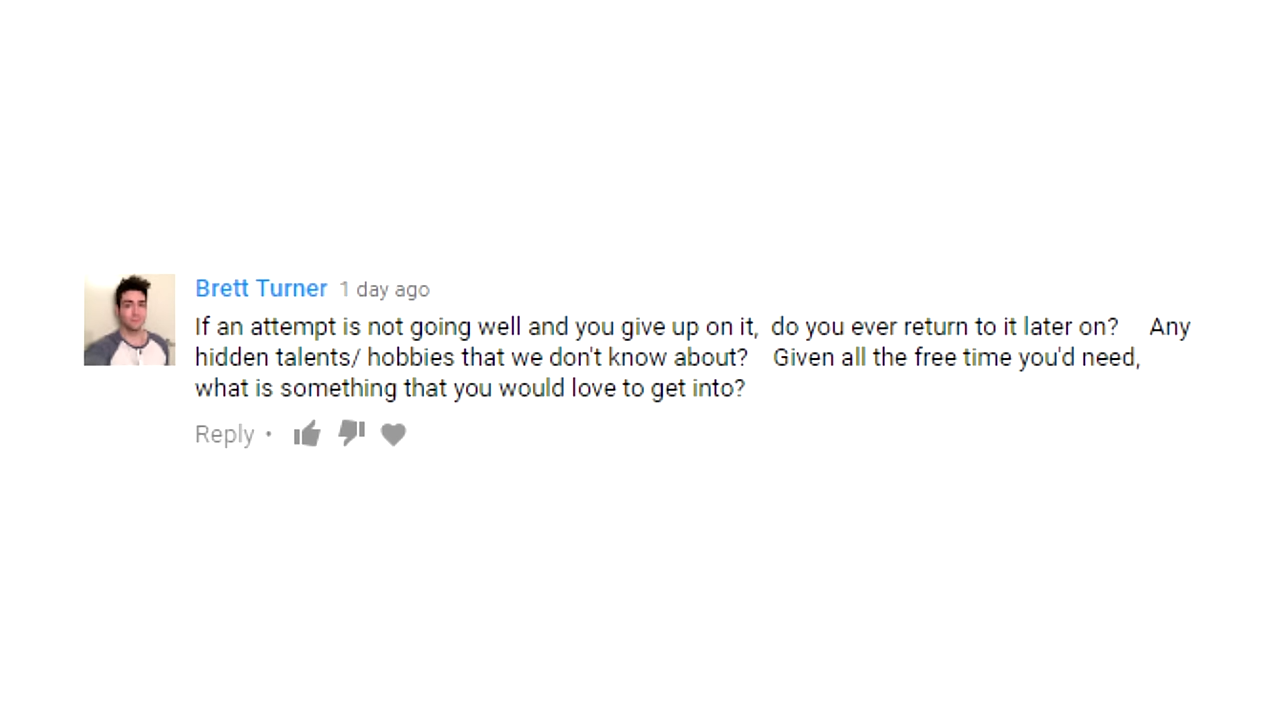 Brett Turner 1 day ago
If an attempt is not going well and you give up on it, do you ever return to it later on? Any
hidden talents/ hobbies that we don't know about? Given all the free time you'd need,
what is something that you would love to get into?
Reply •